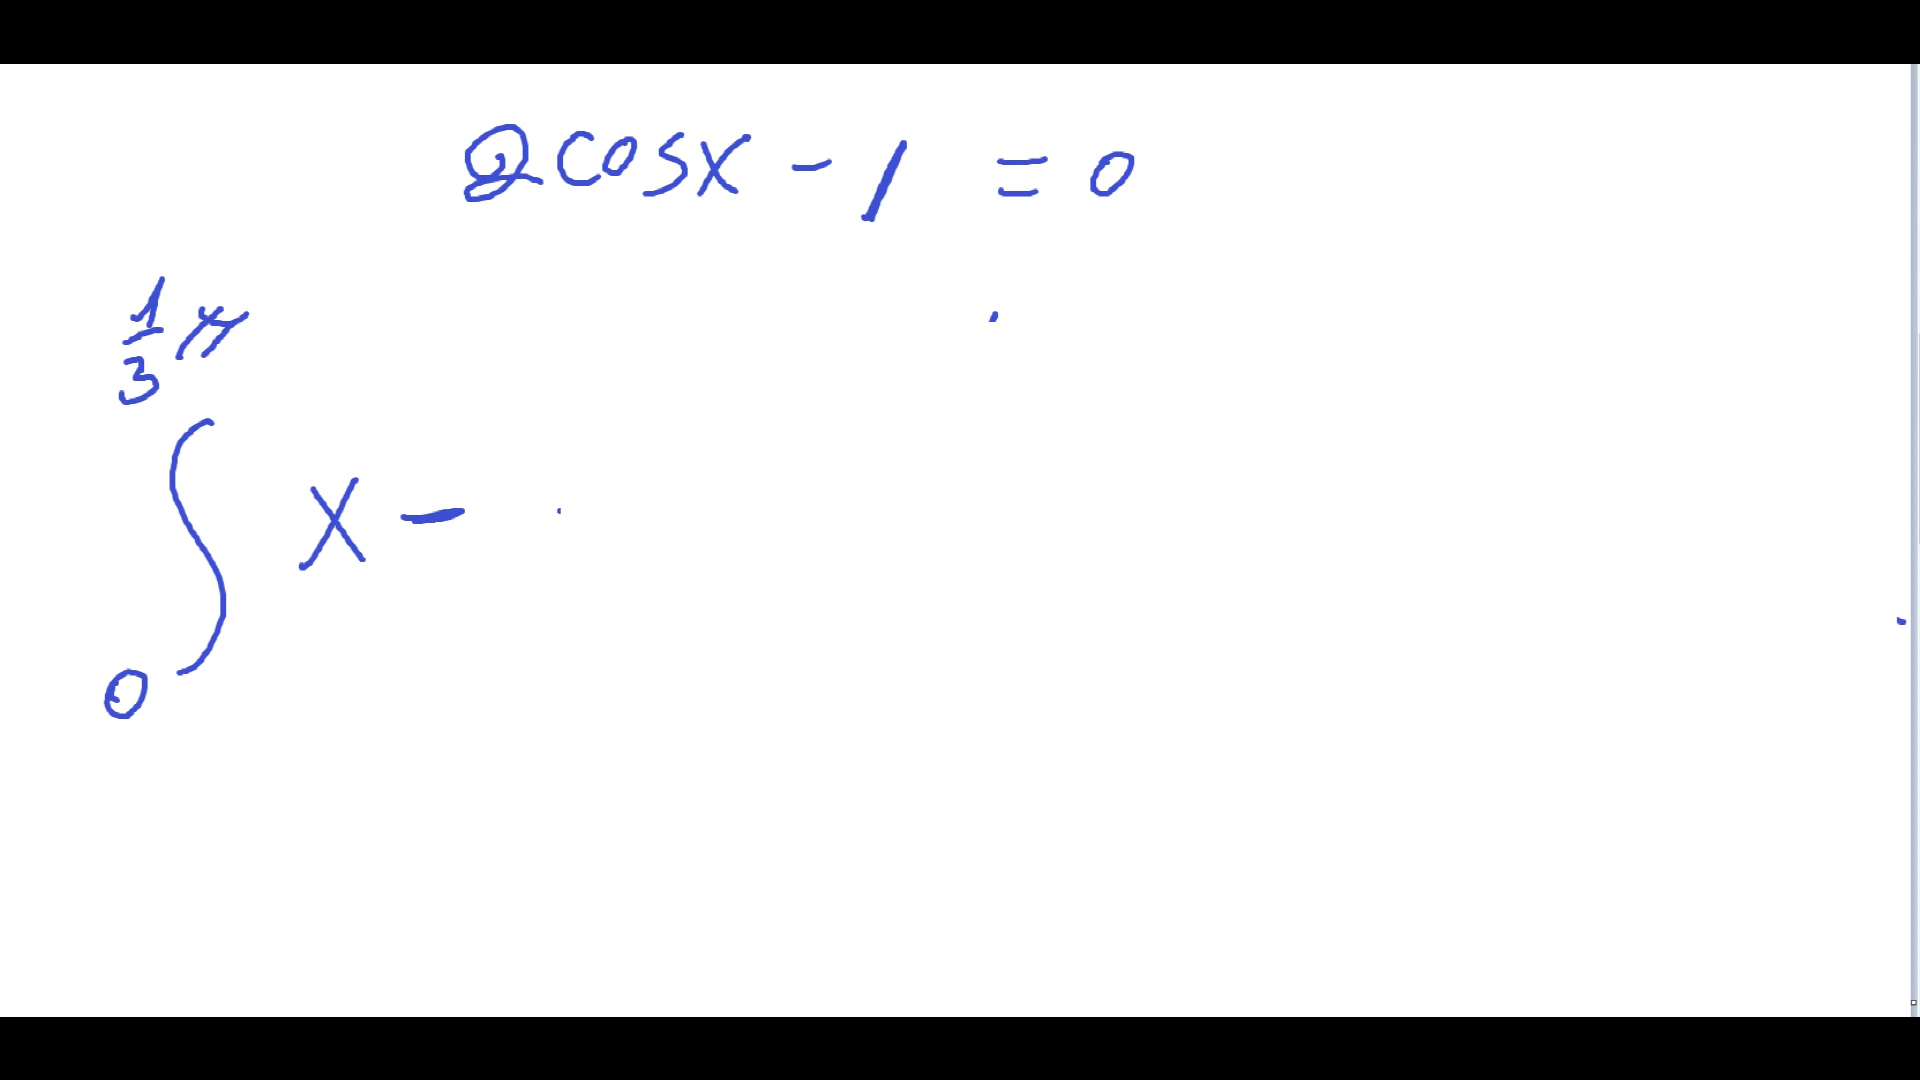 2cosx - 1 = 0
1/3 π
∫ x -
0